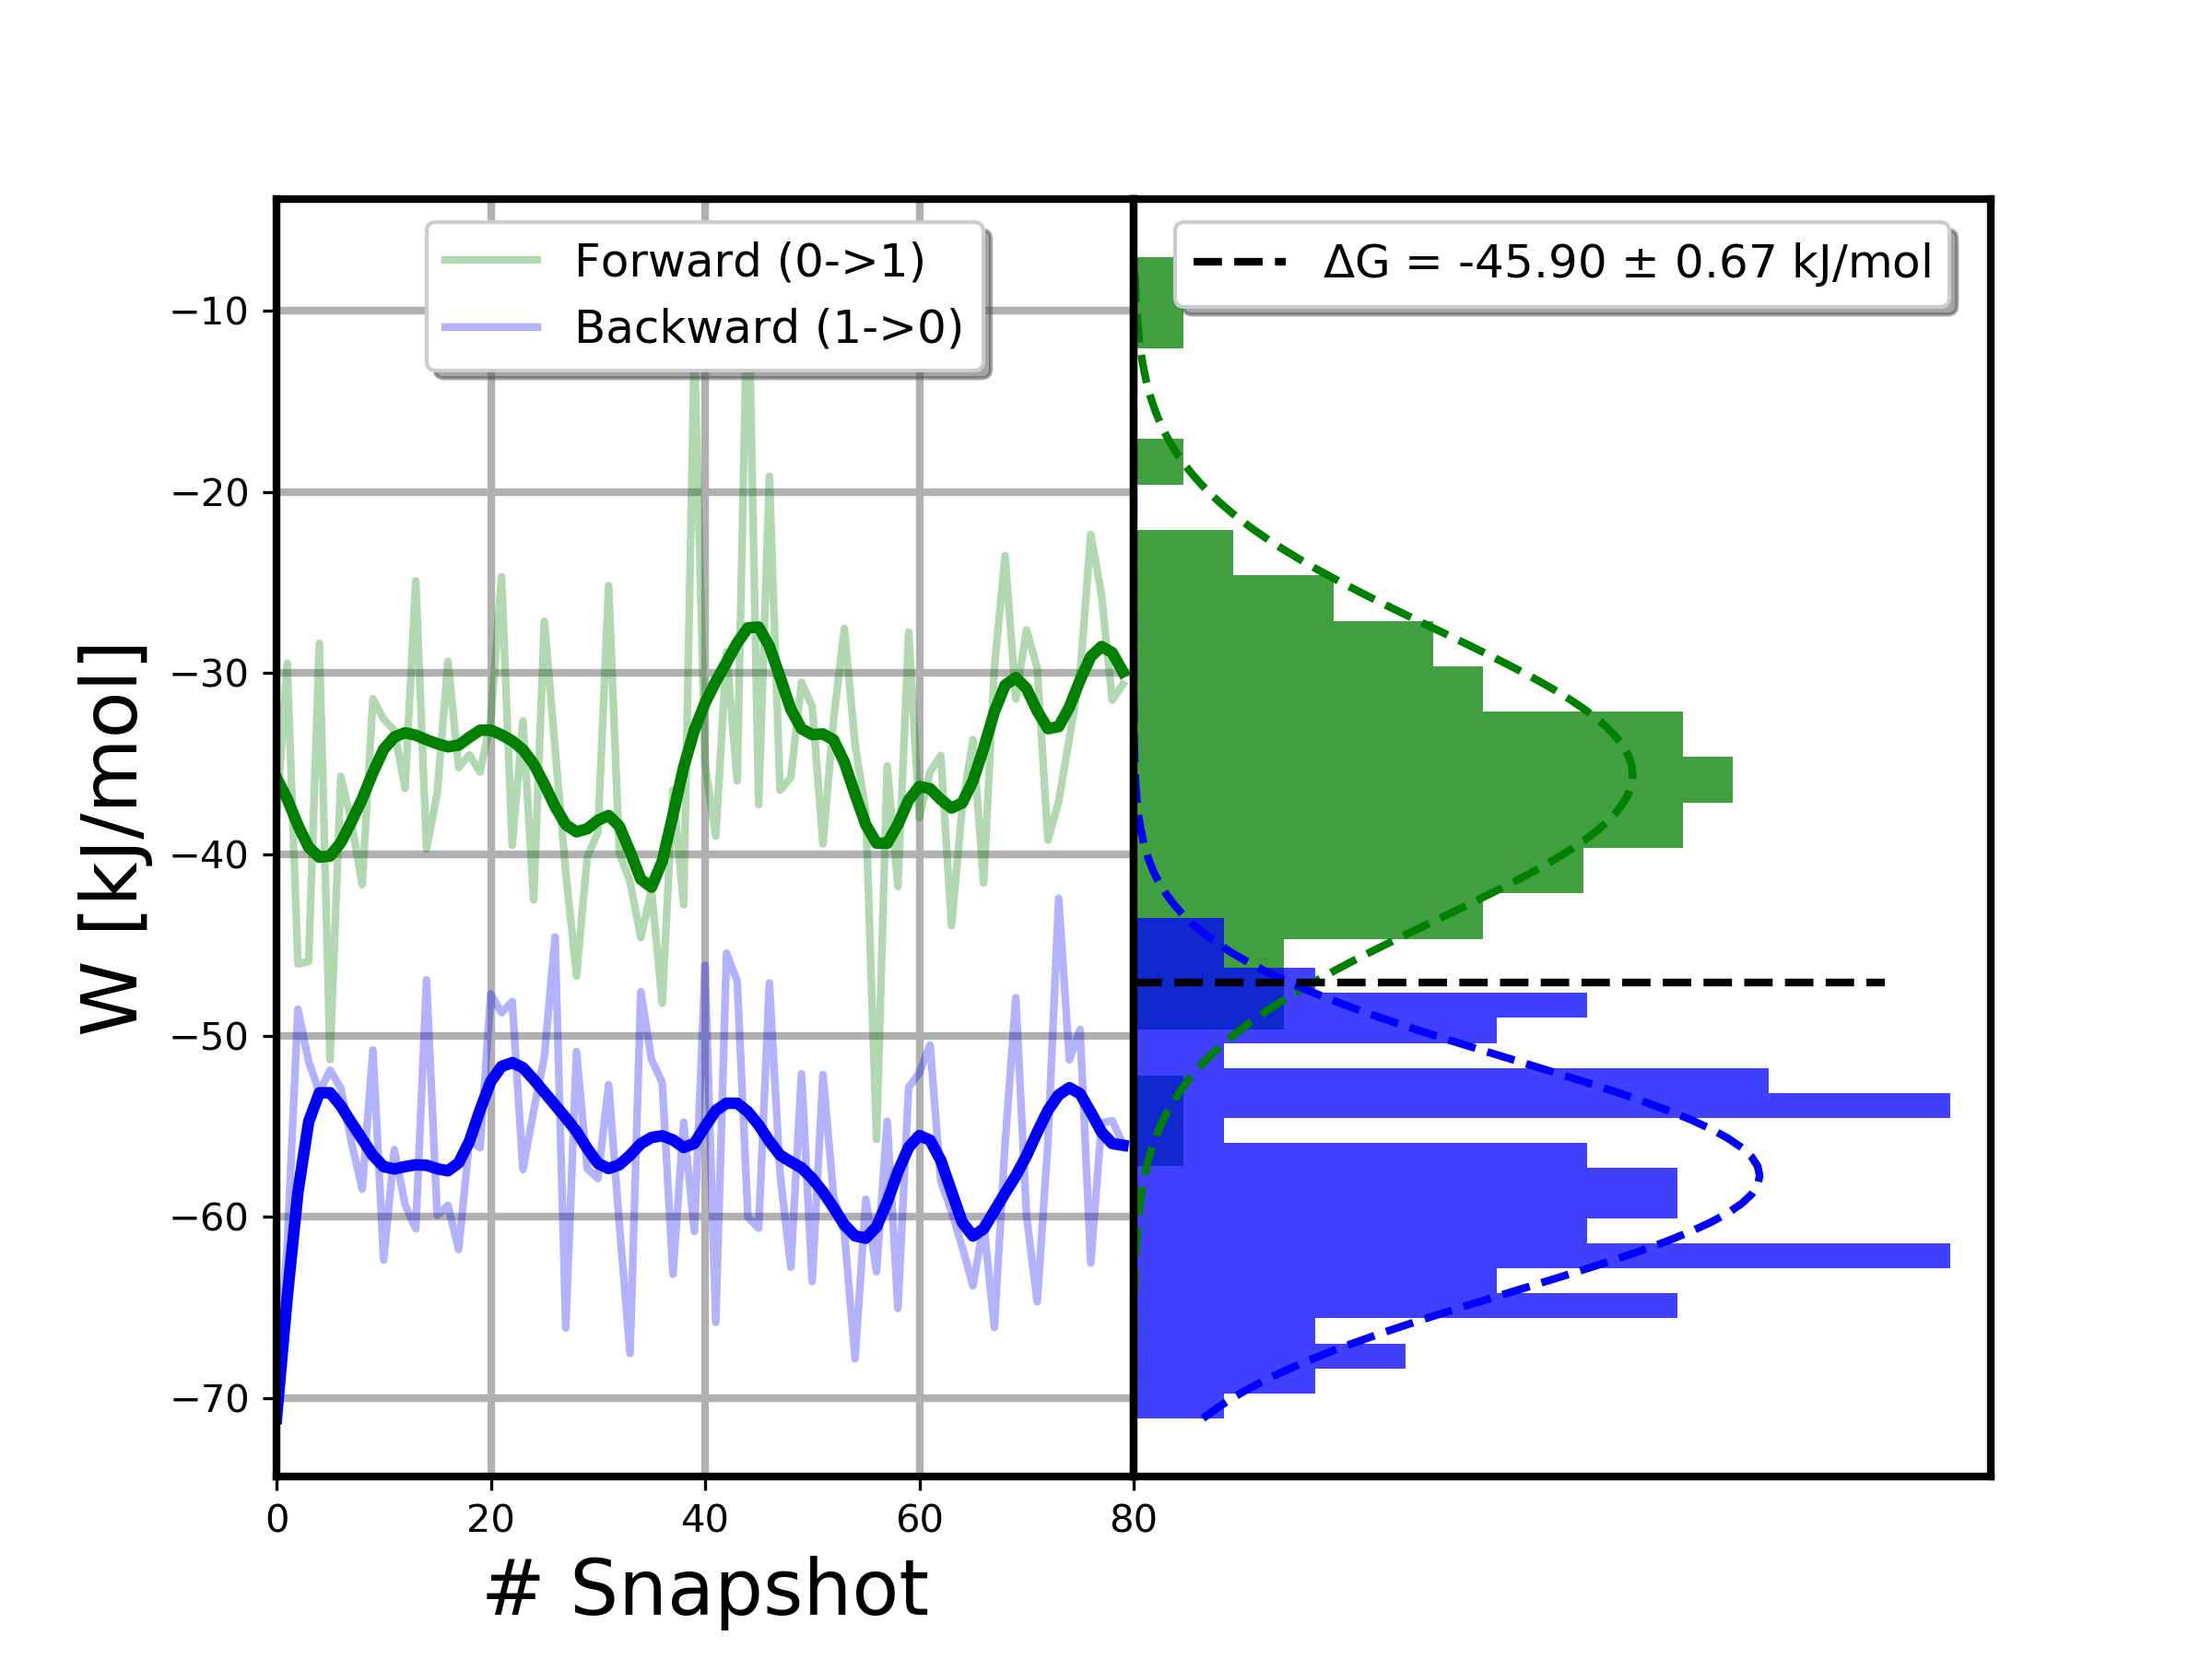 Forward (0->1)
Backward (1->0)
ΔG = -45.90 ± 0.67 kJ/mol
W [kJ/mol]
−10
−20
−30
−40
−50
−60
−70
0 20 40 60 80
# Snapshot